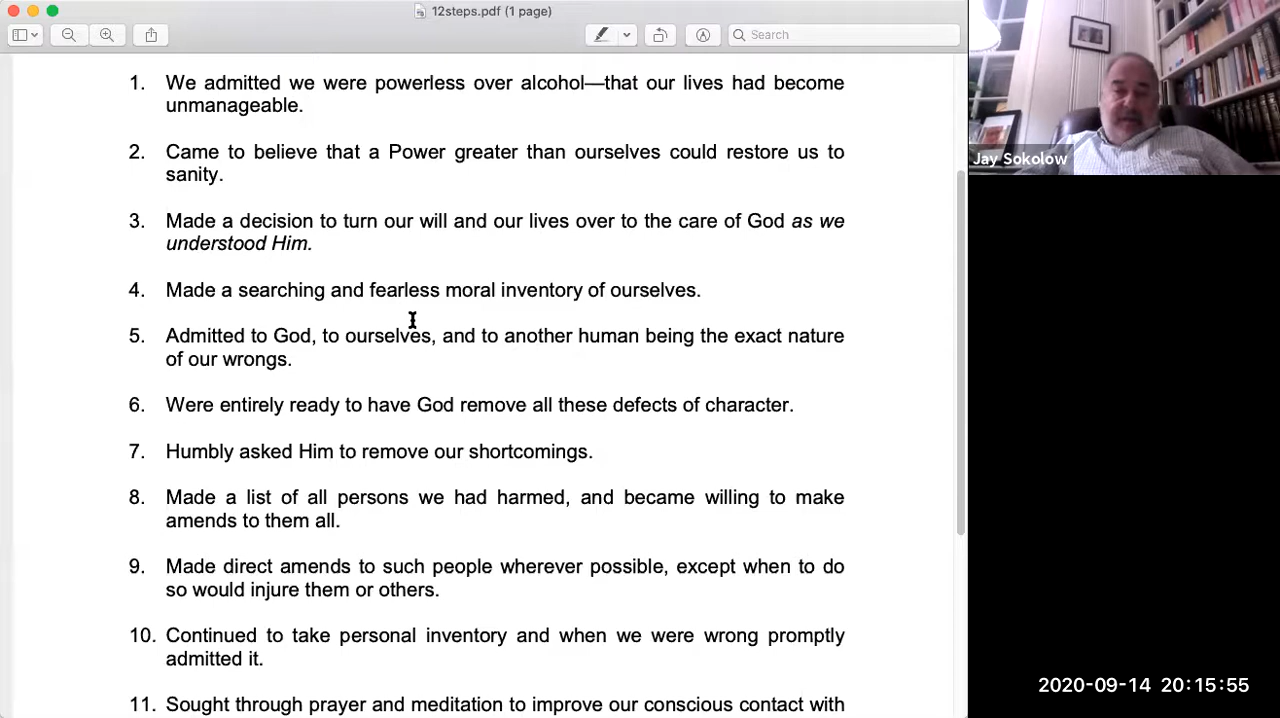 12steps.pdf (1 page)
Search
1. We admitted we were powerless over alcohol—that our lives had become
unmanageable.
2. Came to believe that a Power greater than ourselves could restore us to
sanity.
3. Made a decision to turn our will and our lives over to the care of God as we
understood Him.
4. Made a searching and fearless moral inventory of ourselves.
5. Admitted to God, to ourselves, and to another human being the exact nature
of our wrongs.
6. Were entirely ready to have God remove all these defects of character.
7. Humbly asked Him to remove our shortcomings.
8. Made a list of all persons we had harmed, and became willing to make
amends to them all.
9. Made direct amends to such people wherever possible, except when to do
so would injure them or others.
10. Continued to take personal inventory and when we were wrong promptly
admitted it.
11. Sought through prayer and meditation to improve our conscious contact with
Jay Sokolow
2020-09-14 20:15:55